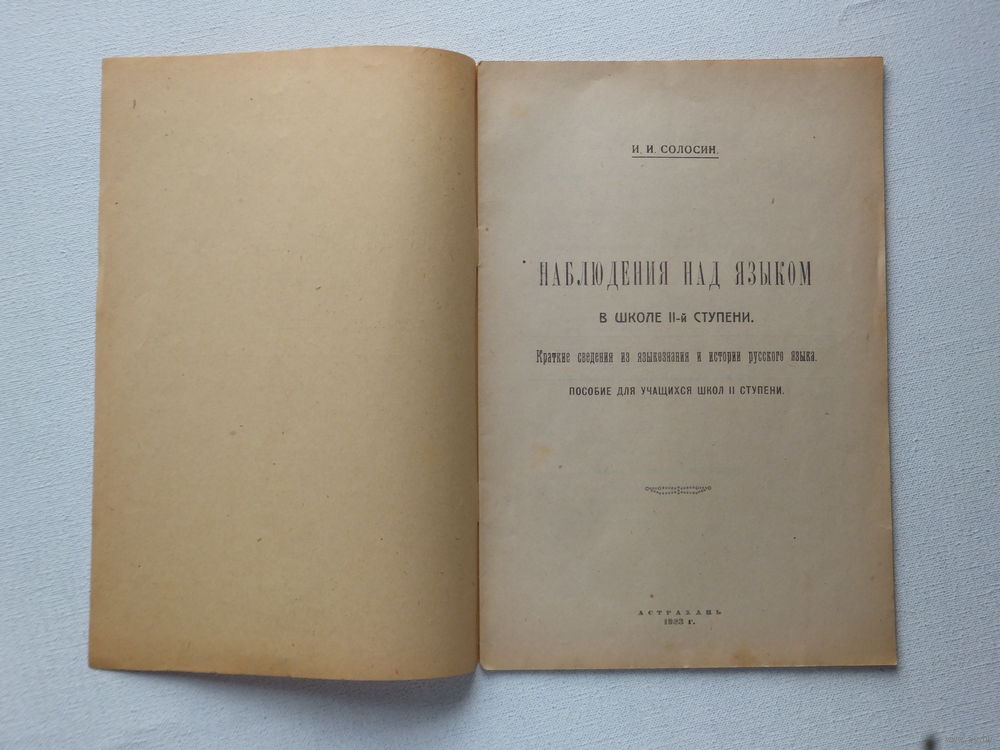 И. И. СОЛОСИН.
НАБЛЮДЕНИЯ НАД ЯЗЫКОМ
В ШКОЛЕ II-й СТУПЕНИ.
Краткие сведения из языкознания и истории русского языка.
ПОСОБИЕ ДЛЯ УЧАЩИХСЯ ШКОЛ II СТУПЕНИ.
АСТРАХАНЬ
1923 г.